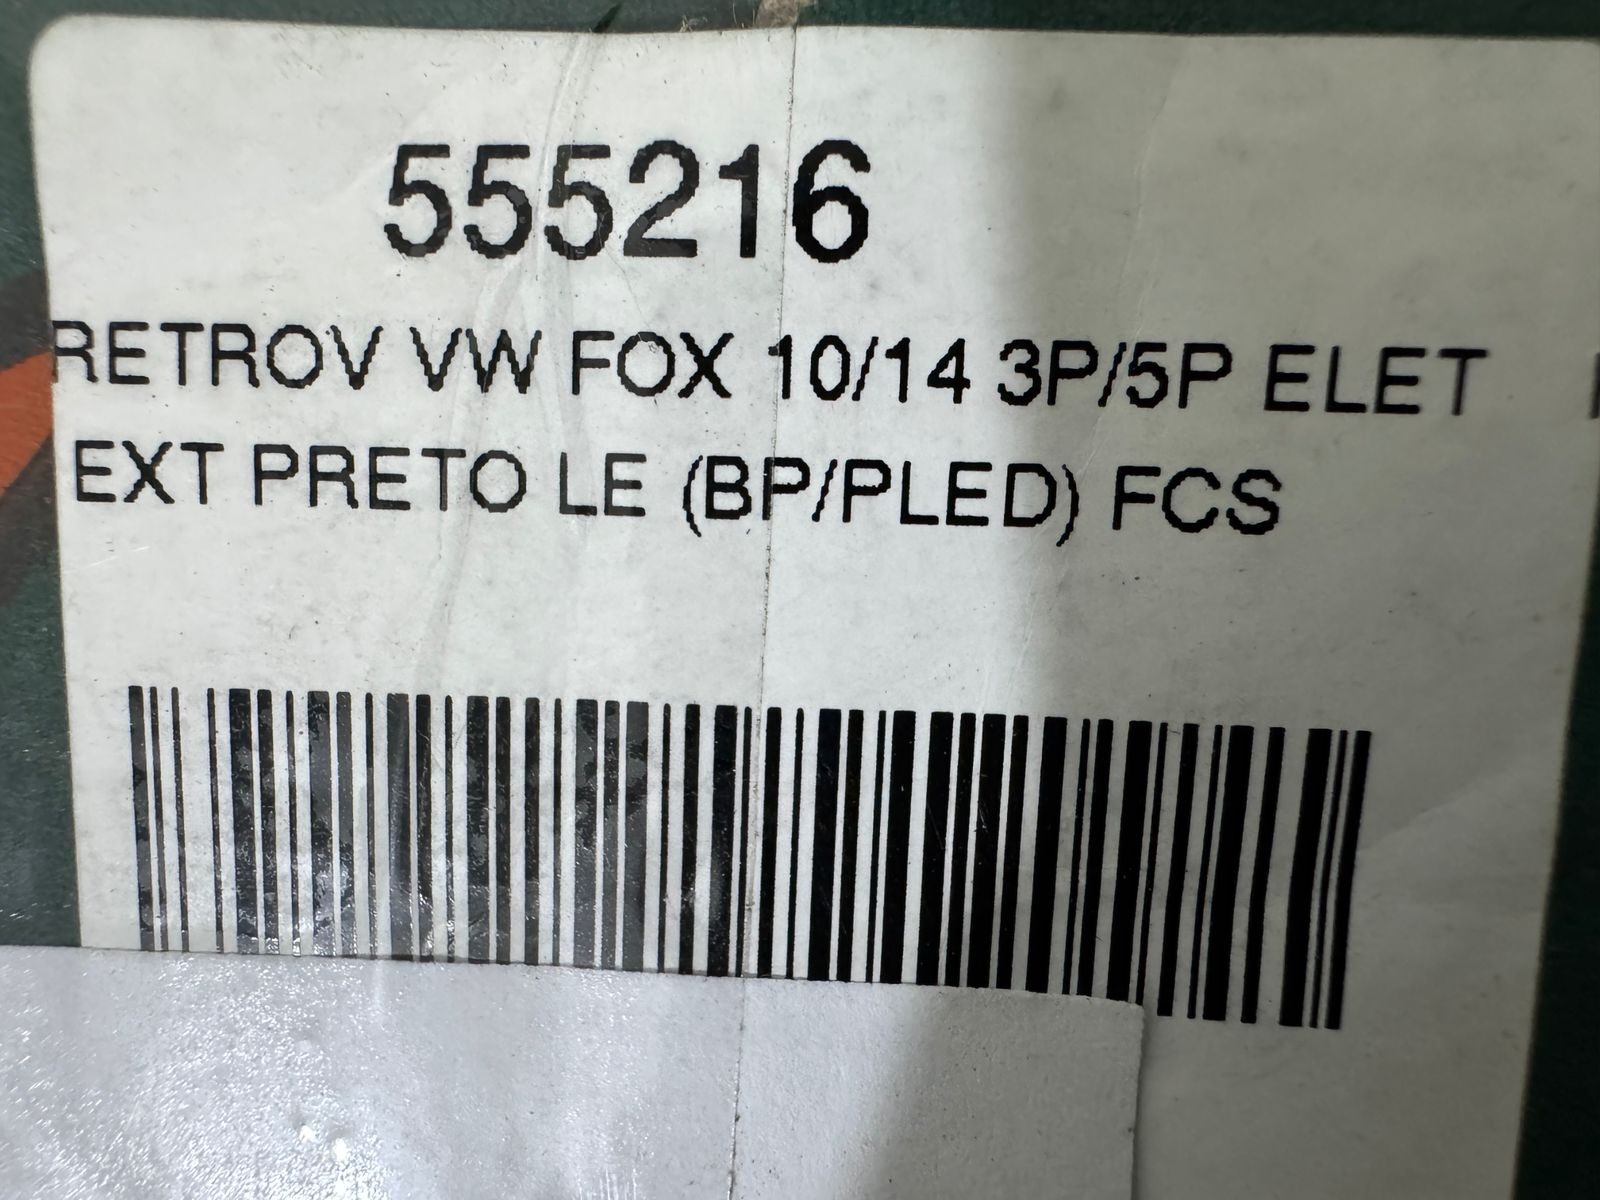 555216
RETROV VW FOX 10/14 3P/5P ELET
EXT PRETO LE (BP/PLED) FCS